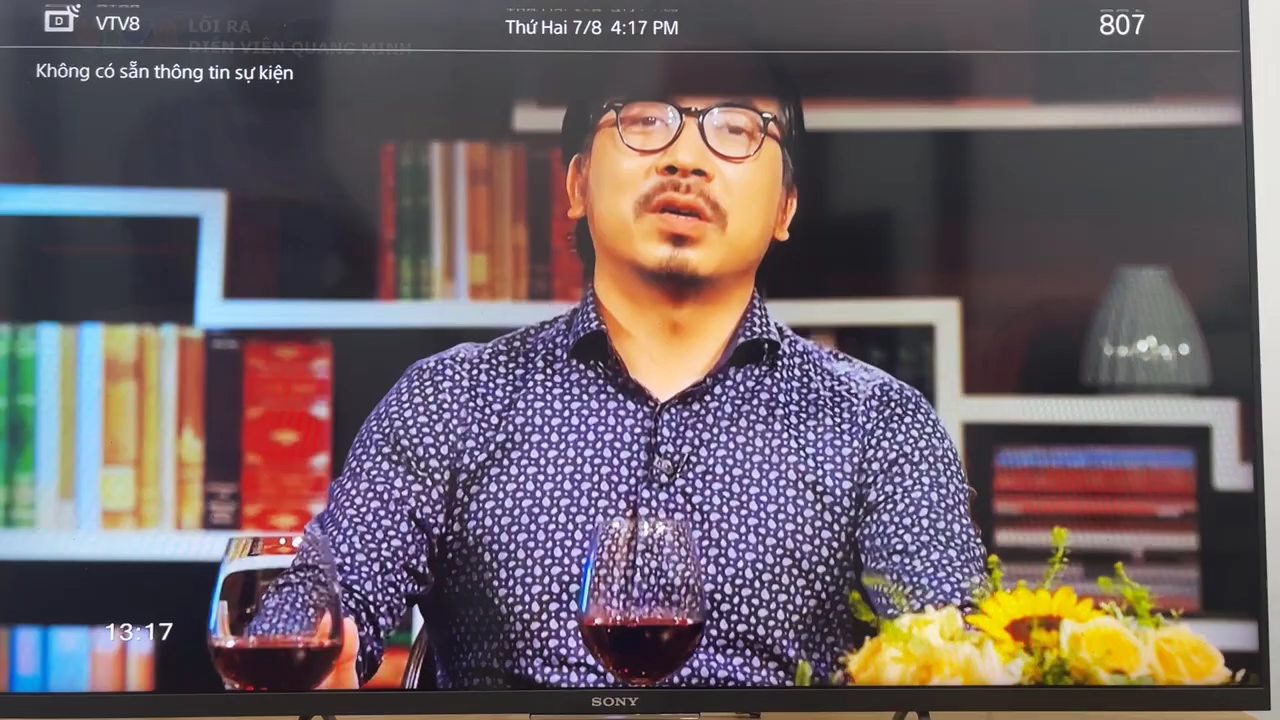 VTV8
LỐI RA
DIỄN VIÊN QUANG MINH
Thứ Hai 7/8 4:17 PM
807
Không có sẵn thông tin sự kiện
13:17
SONY